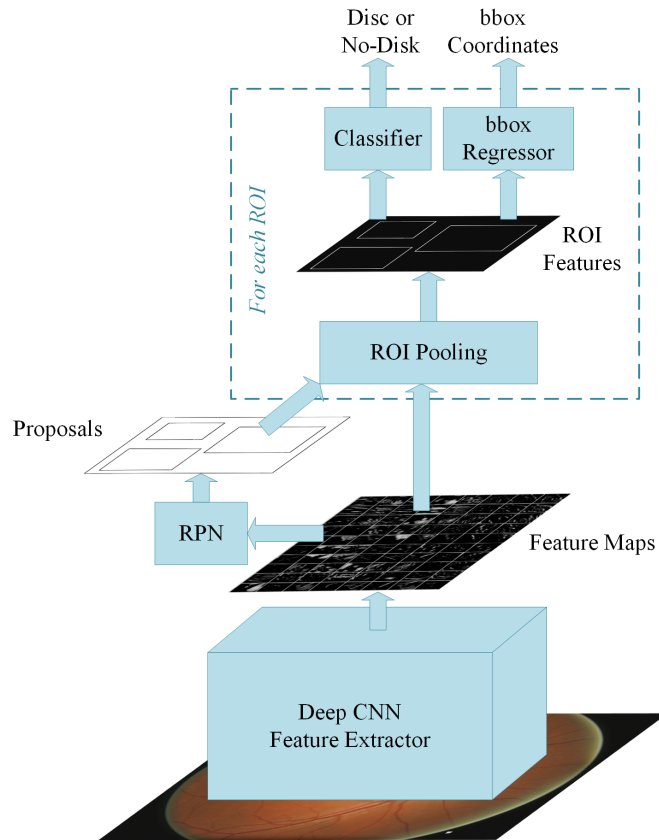 Disc or
No-Disk
bbox
Coordinates
Classifier
bbox
Regressor
For each ROI
ROI
Features
ROI Pooling
Proposals
RPN
Feature Maps
Deep CNN
Feature Extractor